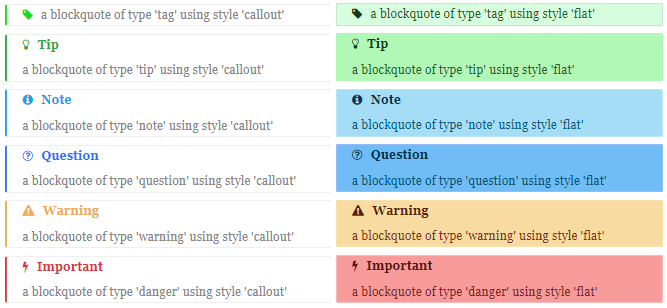 a blockquote of type 'tag' using style 'callout'
Tip
a blockquote of type 'tip' using style 'callout'
Note
a blockquote of type 'note' using style 'callout'
Question
a blockquote of type 'question' using style 'callout'
Warning
a blockquote of type 'warning' using style 'callout'
Important
a blockquote of type 'danger' using style 'callout'
a blockquote of type 'tag' using style 'flat'
Tip
a blockquote of type 'tip' using style 'flat'
Note
a blockquote of type 'note' using style 'flat'
Question
a blockquote of type 'question' using style 'flat'
Warning
a blockquote of type 'warning' using style 'flat'
Important
a blockquote of type 'danger' using style 'flat'